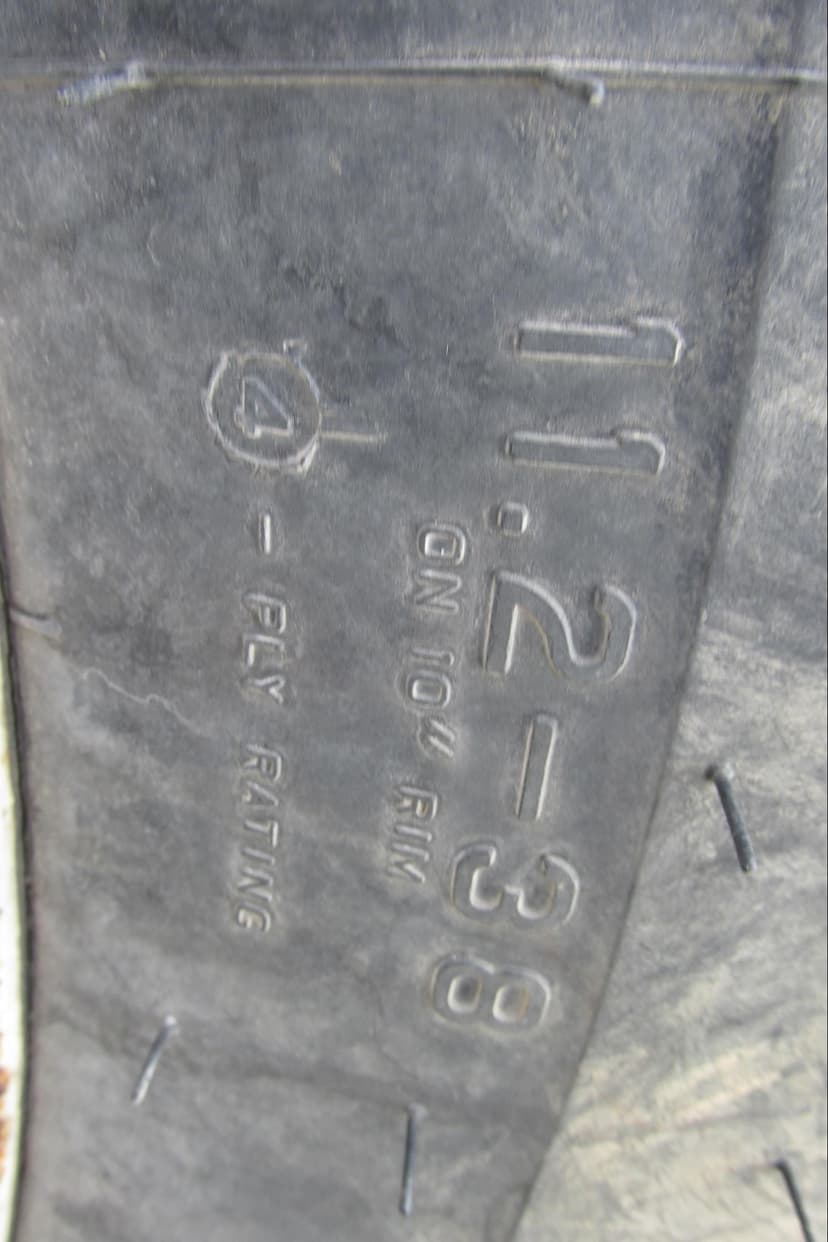 11.2-38
ON 10" RIM
4 - PLY RATING